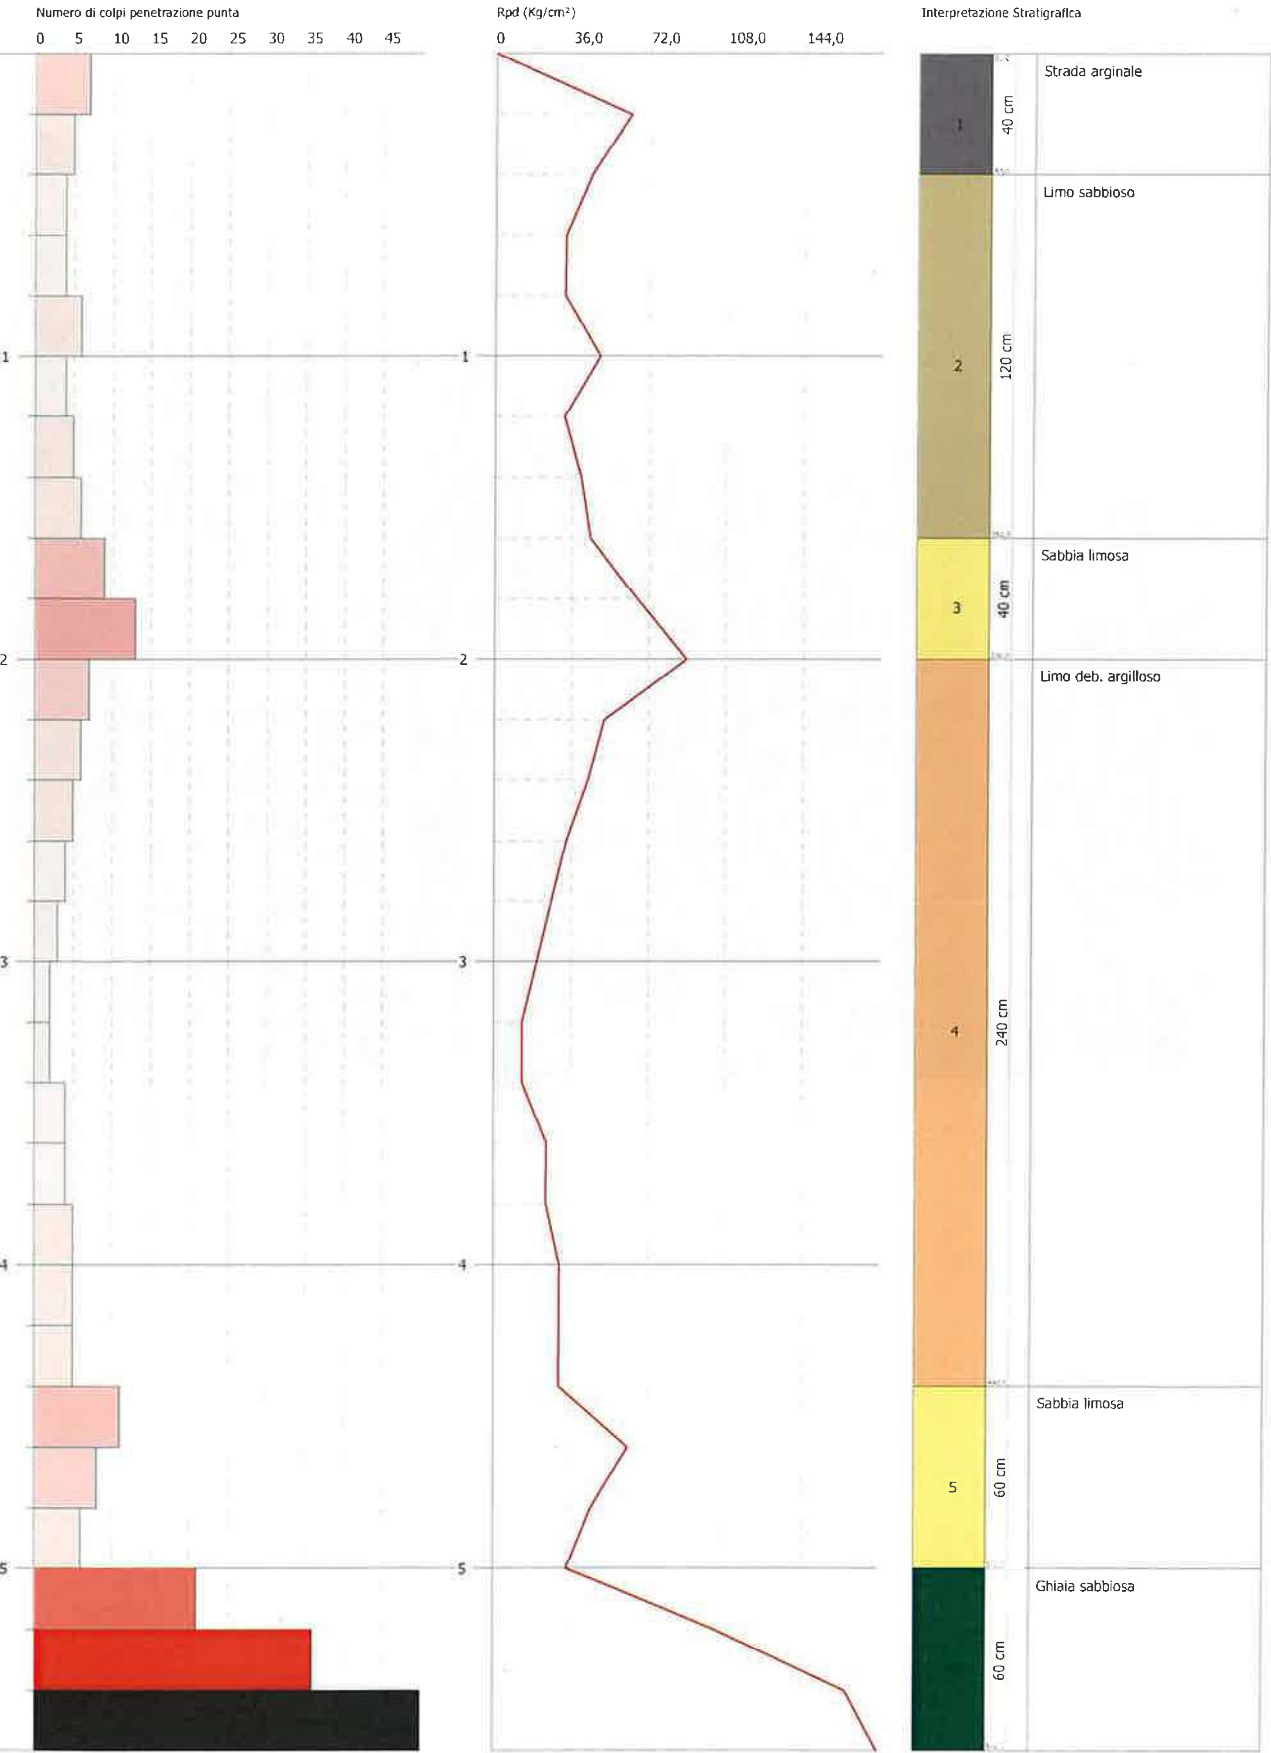 Numero di colpi penetrazione punta
0 5 10 15 20 25 30 35 40 45
Rpd (Kg/cm²)
0 36,0 72,0 108,0 144,0
Interpretazione Stratigrafica
Strada arginale
1
40 cm
Limo sabbioso
1
1
2
120 cm
Sabbia limosa
3
40 cm
2
2
Limo deb. argilloso
3
3
4
240 cm
4
4
Sabbia limosa
5
60 cm
5
5
Ghiaia sabbiosa
60 cm